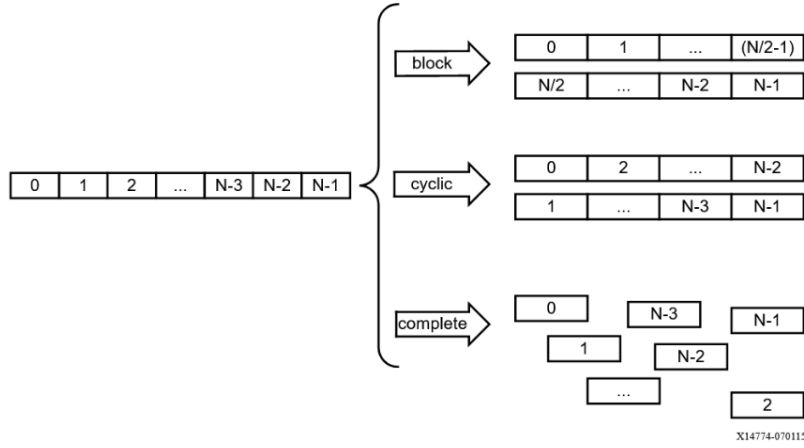 0 1 2 ... N-3 N-2 N-1
block
0 1 ... (N/2-1)
N/2 ... N-2 N-1
cyclic
0 2 ... N-2
1 ... N-3 N-1
complete
0 N-3 N-1
1 N-2
... 2
X14774-070115